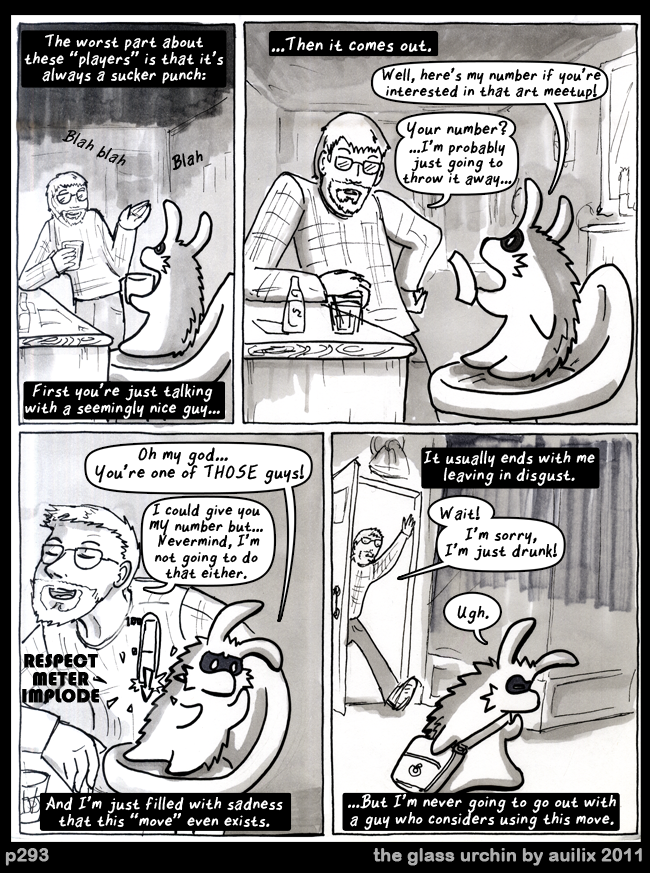 The worst part about
these “players” is that it’s
always a sucker punch:
Blah blah
Blah
First you’re just talking
with a seemingly nice guy...
...Then it comes out.
Well, here’s my number if you’re
interested in that art meetup!
Your number?
...I’m probably
just going to
throw it away...
Oh my god...
You’re one of THOSE guys!
I could give you
my number but...
Nevermind, I’m
not going to do
that either.
100
RESPECT
METER
IMPLODE
And I’m just filled with sadness
that this “move” even exists.
It usually ends with me
leaving in disgust.
Wait!
I’m sorry,
I’m just drunk!
Ugh.
...But I’m never going to go out with
a guy who considers using this move.
p293
the glass urchin by auilix 2011